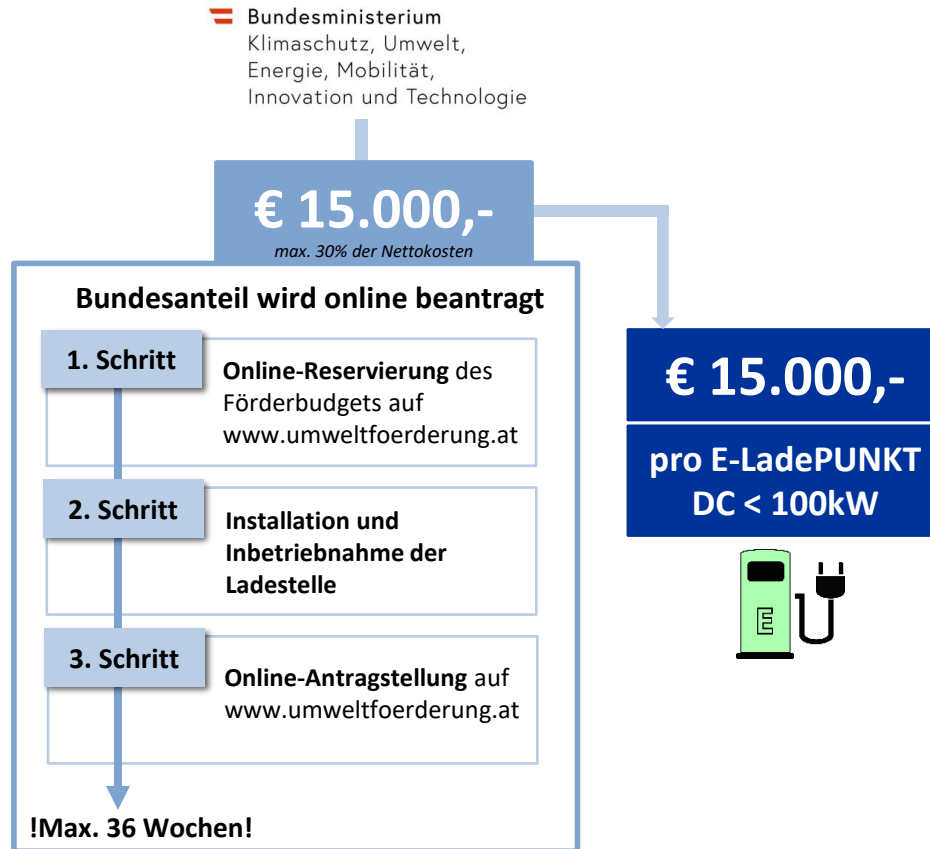 Bundesministerium
Klimaschutz, Umwelt,
Energie, Mobilität,
Innovation und Technologie
€ 15.000,-
max. 30% der Nettokosten
Bundesanteil wird online beantragt
1. Schritt
Online-Reservierung des
Förderbudgets auf
www.umweltfoerderung.at
2. Schritt
Installation und
Inbetriebnahme der
Ladestelle
3. Schritt
Online-Antragstellung auf
www.umweltfoerderung.at
!Max. 36 Wochen!
€ 15.000,-
pro E-LadePUNKT
DC < 100kW
E